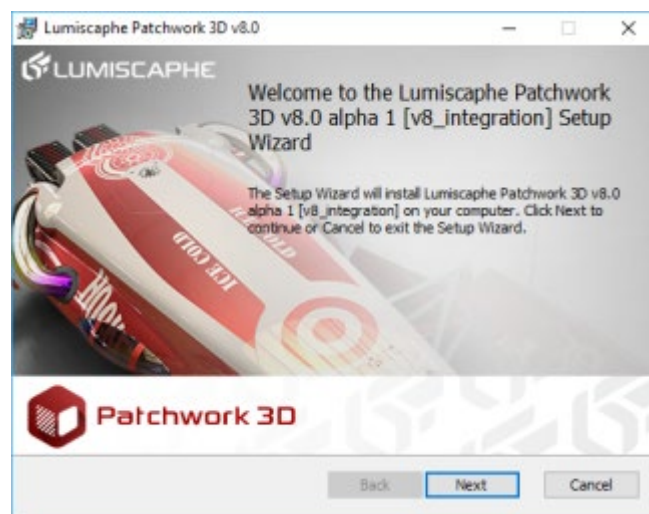 Lumiscaphe Patchwork 3D v8.0
LUMISCAPHE
Welcome to the Lumiscaphe Patchwork
3D v8.0 alpha 1 [v8_integration] Setup
Wizard
The Setup Wizard will install Lumiscaphe Patchwork 3D v8.0
alpha 1 [v8_integration] on your computer. Click Next to
continue or Cancel to exit the Setup Wizard.
ICE COLD
Patchwork 3D
Back
Next
Cancel